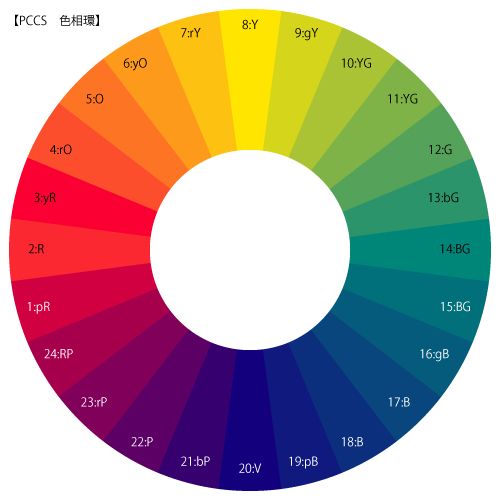 【PCCS　色相環】
8:Y
9:gY
10:YG
11:YG
12:G
13:bG
14:BG
15:BG
16:gB
17:B
18:B
19:pB
20:V
21:bP
22:P
23:rP
24:RP
1:pR
2:R
3:yR
4:rO
5:O
6:yO
7:rY